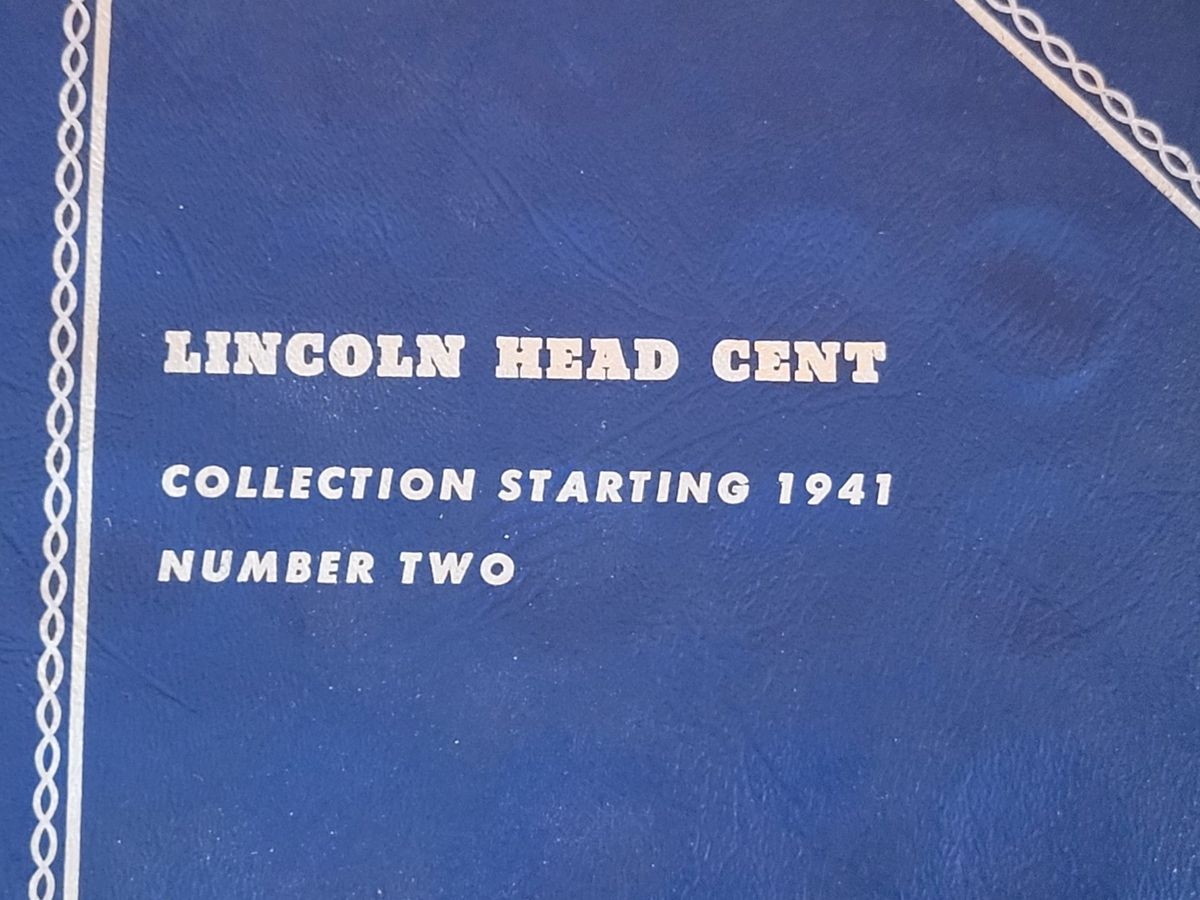 LINCOLN HEAD CENT
COLLECTION STARTING 1941
NUMBER TWO